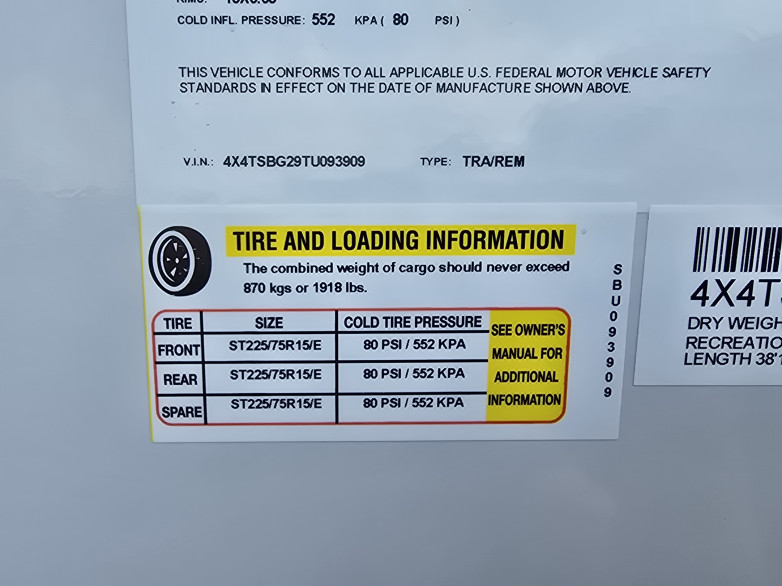 COLD INFL. PRESSURE: 552 KPA ( 80 PSI )
THIS VEHICLE CONFORMS TO ALL APPLICABLE U.S. FEDERAL MOTOR VEHICLE SAFETY
STANDARDS IN EFFECT ON THE DATE OF MANUFACTURE SHOWN ABOVE.
V.I.N.: 4X4TSBG29TU093909 TYPE: TRA/REM
TIRE AND LOADING INFORMATION
The combined weight of cargo should never exceed
870 kgs or 1918 lbs.
TIRE SIZE COLD TIRE PRESSURE
FRONT ST225/75R15/E 80 PSI / 552 KPA
REAR ST225/75R15/E 80 PSI / 552 KPA
SPARE ST225/75R15/E 80 PSI / 552 KPA
SEE OWNER'S
MANUAL FOR
ADDITIONAL
INFORMATION
SBU093909
4X4T
DRY WEIGH
RECREATIO
LENGTH 38'